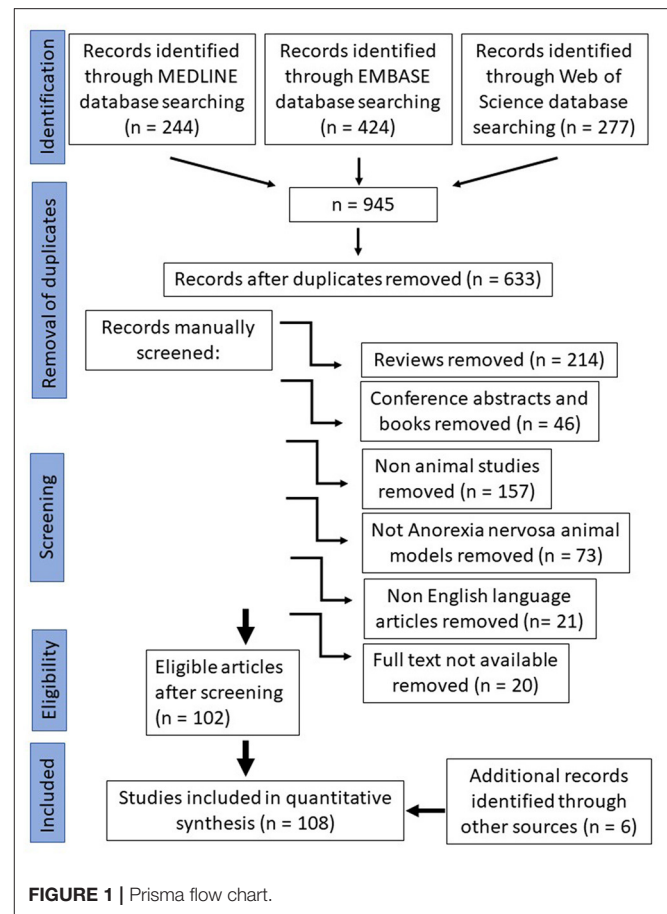 Identification
Records identified
through MEDLINE
database searching
(n = 244)
Records identified
through EMBASE
database searching
(n = 424)
Records identified
through Web of
Science database
searching (n = 277)
n = 945
Removal of duplicates
Records after duplicates removed (n = 633)
Records manually
screened:
Reviews removed (n = 214)
Conference abstracts and
books removed (n = 46)
Screening
Non animal studies
removed (n = 157)
Not Anorexia nervosa animal
models removed (n = 73)
Non English language
articles removed (n= 21)
Full text not available
removed (n = 20)
Eligibility
Eligible articles
after screening
(n = 102)
Included
Studies included in quantitative
synthesis (n = 108)
Additional records
identified through
other sources (n = 6)
FIGURE 1 | Prisma flow chart.